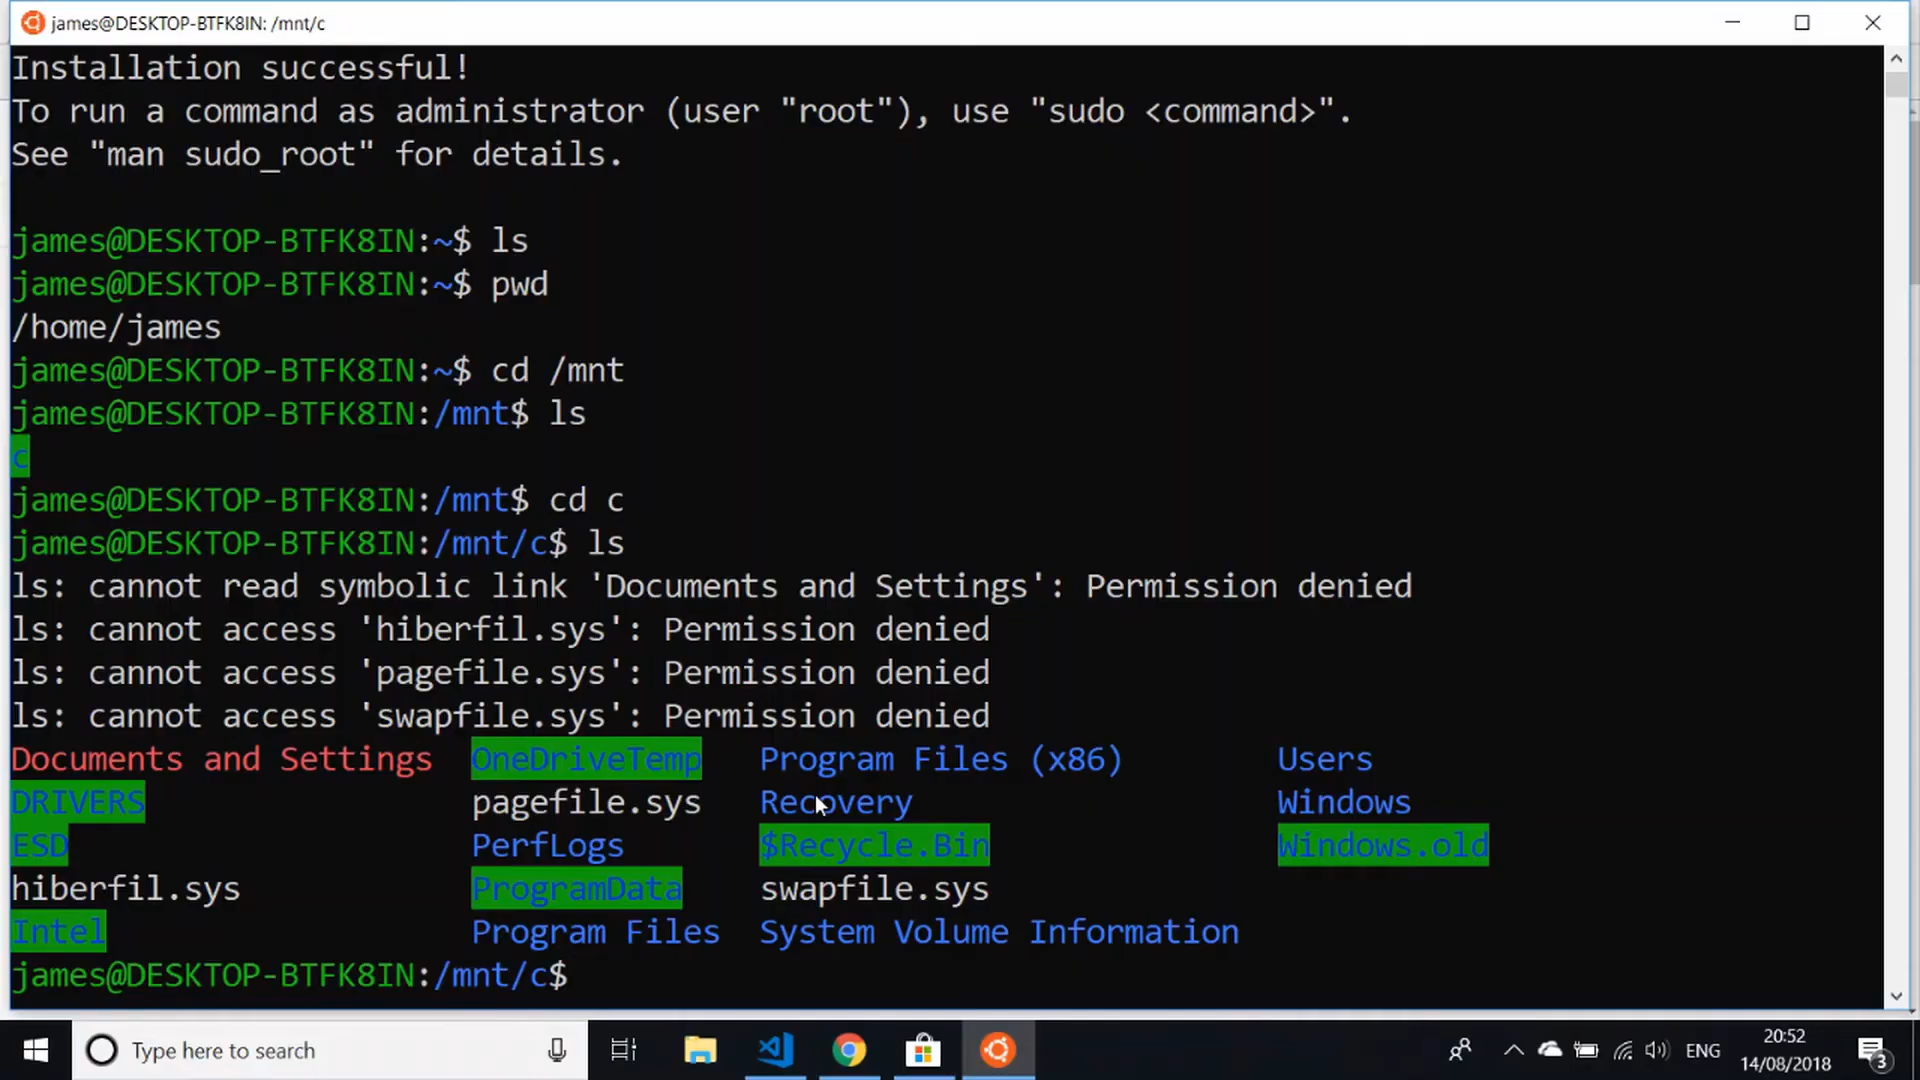 james@DESKTOP-BTFK8IN: /mnt/c
Installation successful!
To run a command as administrator (user "root"), use "sudo <command>".
See "man sudo_root" for details.
james@DESKTOP-BTFK8IN:~$ ls
james@DESKTOP-BTFK8IN:~$ pwd
/home/james
james@DESKTOP-BTFK8IN:~$ cd /mnt
james@DESKTOP-BTFK8IN:/mnt$ ls
c
james@DESKTOP-BTFK8IN:/mnt$ cd c
james@DESKTOP-BTFK8IN:/mnt/c$ ls
ls: cannot read symbolic link 'Documents and Settings': Permission denied
ls: cannot access 'hiberfil.sys': Permission denied
ls: cannot access 'pagefile.sys': Permission denied
ls: cannot access 'swapfile.sys': Permission denied
Documents and Settings OneDriveTemp Program Files (x86) Users
DRIVERS pagefile.sys Recovery Windows
ESD PerfLogs $Recycle.Bin Windows.old
hiberfil.sys ProgramData swapfile.sys
Intel Program Files System Volume Information
james@DESKTOP-BTFK8IN:/mnt/c$
Type here to search
ENG
20:52
14/08/2018
3